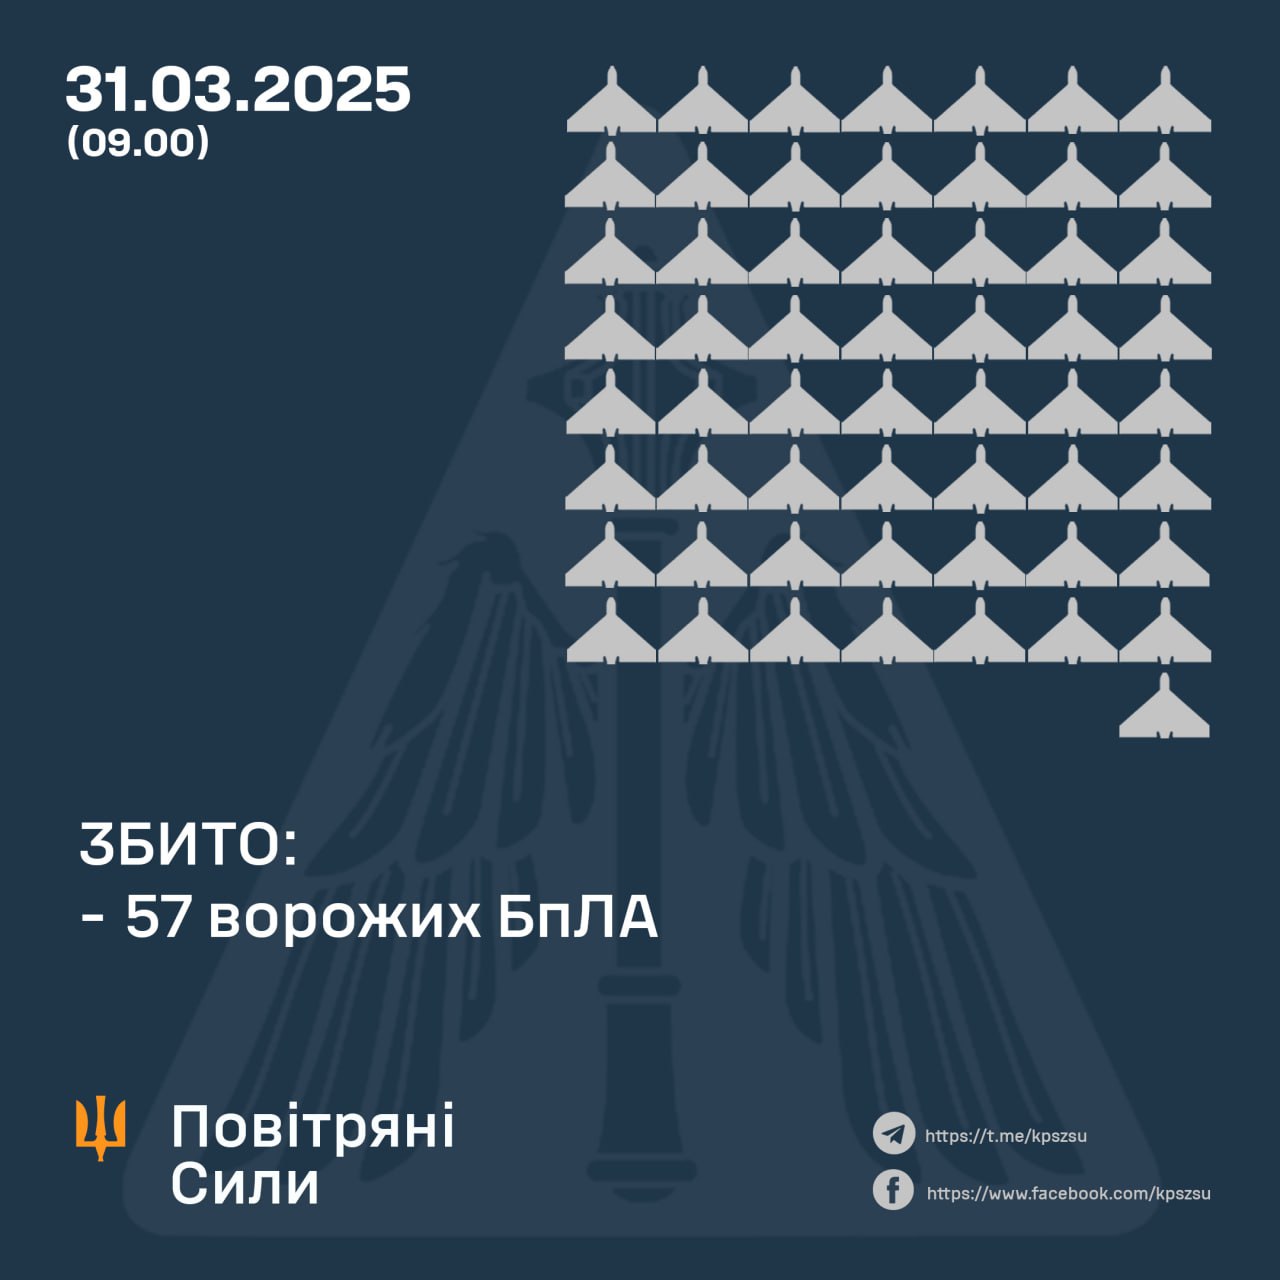 31.03.2025
(09.00)
ЗБИТО:
- 57 ворожих БпЛА
Повітряні
Сили
https://t.me/kpszsu
https://www.facebook.com/kpszsu